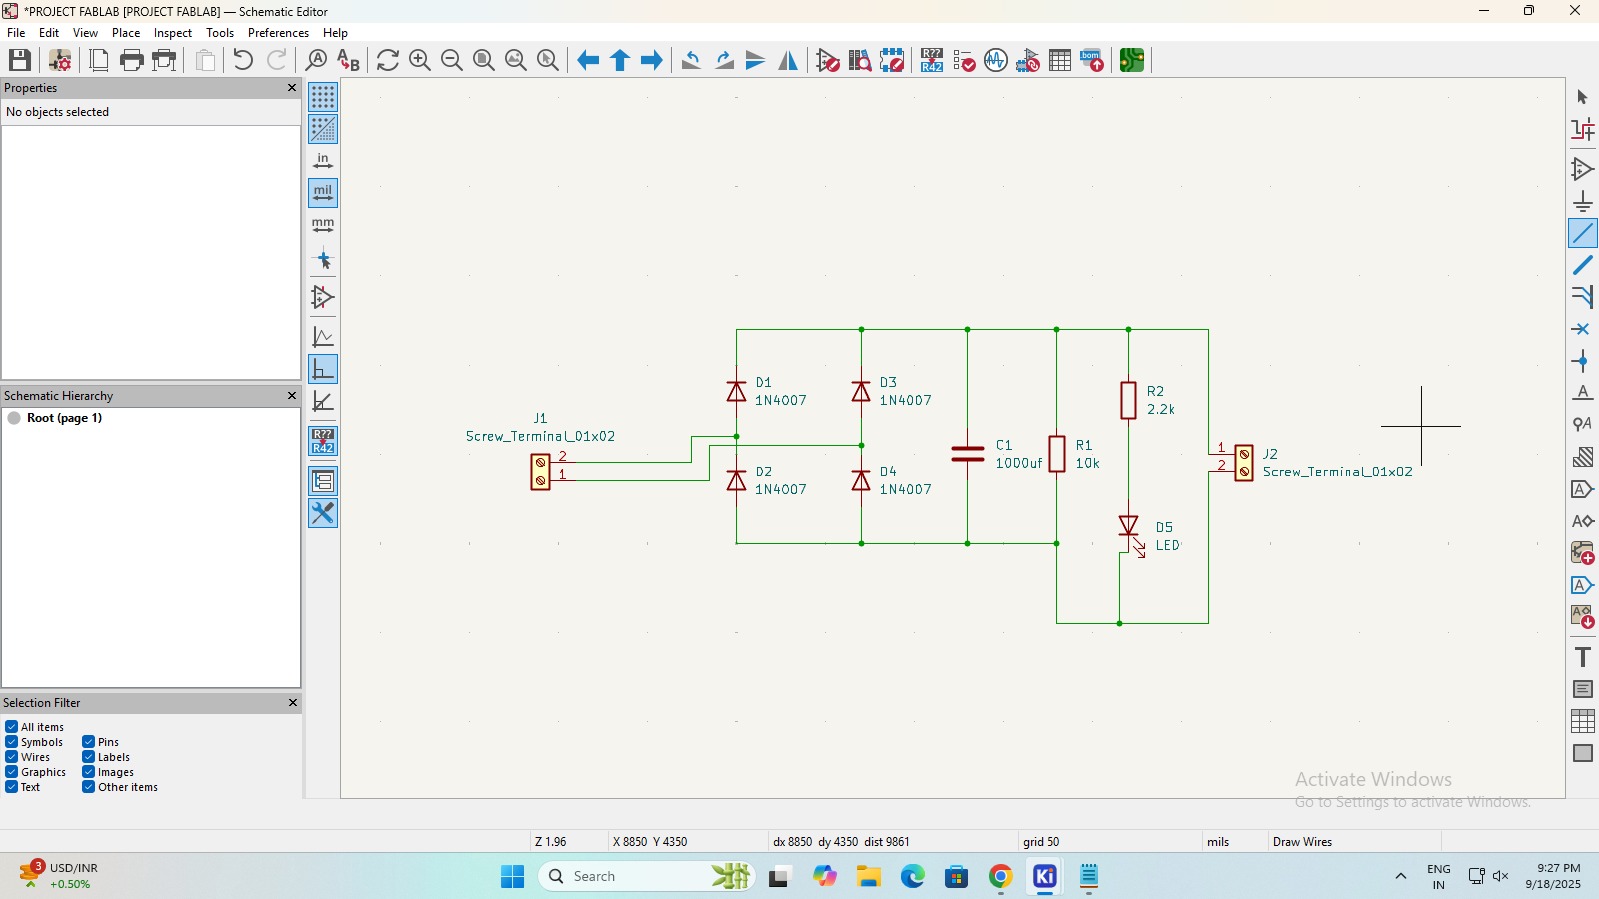 *PROJECT FABLAB [PROJECT FABLAB] — Schematic Editor
File Edit View Place Inspect Tools Preferences Help
Properties
No objects selected
in
mil
mm
R??
R42
R??
R42
bom
Schematic Hierarchy
Root (page 1)
Selection Filter
All items
Symbols Pins
Wires Labels
Graphics Images
Text Other items
D1
1N4007
D3
1N4007
R2
2.2k
J1
Screw_Terminal_01x02
2
1
D2
1N4007
D4
1N4007
C1
1000uf
R1
10k
1
2
J2
Screw_Terminal_01x02
D5
LED
Activate Windows
Go to Settings to activate Windows.
Z 1.96 X 8850 Y 4350 dx 8850 dy 4350 dist 9861 grid 50 mils Draw Wires
3
USD/INR
+0.50%
Search
Ki
ENG
IN
9:27 PM
9/18/2025